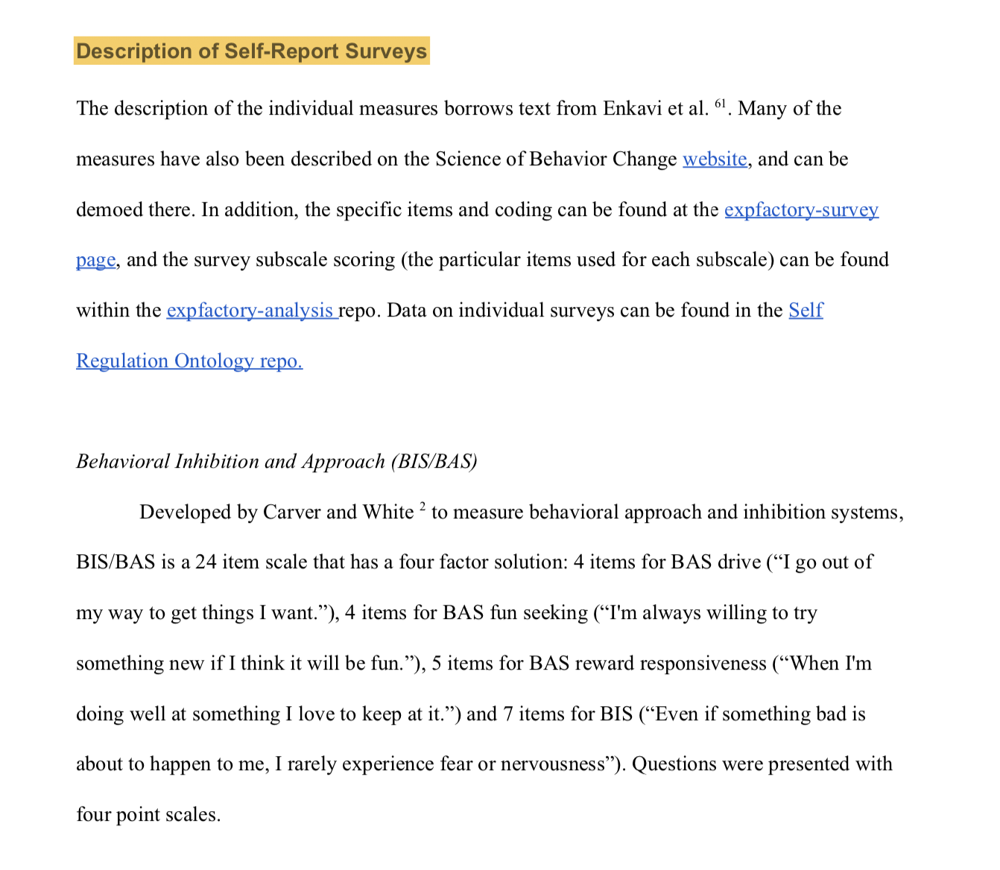 Description of Self-Report Surveys
The description of the individual measures borrows text from Enkavi et al. 61. Many of the
measures have also been described on the Science of Behavior Change website, and can be
demoed there. In addition, the specific items and coding can be found at the expfactory-survey
page, and the survey subscale scoring (the particular items used for each subscale) can be found
within the expfactory-analysis repo. Data on individual surveys can be found in the Self
Regulation Ontology repo.
Behavioral Inhibition and Approach (BIS/BAS)
Developed by Carver and White 2 to measure behavioral approach and inhibition systems,
BIS/BAS is a 24 item scale that has a four factor solution: 4 items for BAS drive (“I go out of
my way to get things I want.”), 4 items for BAS fun seeking (“I'm always willing to try
something new if I think it will be fun.”), 5 items for BAS reward responsiveness (“When I'm
doing well at something I love to keep at it.”) and 7 items for BIS (“Even if something bad is
about to happen to me, I rarely experience fear or nervousness”). Questions were presented with
four point scales.